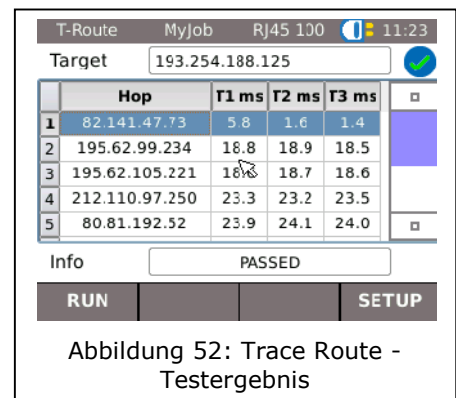 T-Route MyJob RJ45 100 11:23
Target 193.254.188.125
Hop T1 ms T2 ms T3 ms
1 82.141.47.73 5.8 1.6 1.4
2 195.62.99.234 18.8 18.9 18.5
3 195.62.105.221 18.7 18.6
4 212.110.97.250 23.3 23.2 23.5
5 80.81.192.52 23.9 24.1 24.0
Info PASSED
RUN SETUP
Abbildung 52: Trace Route -
Testergebnis